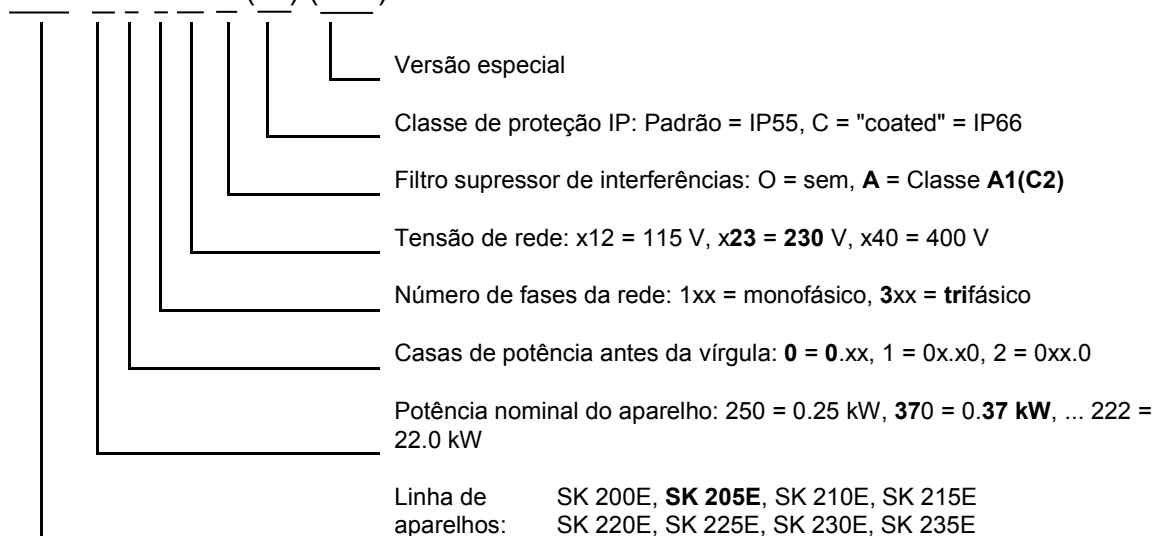 Versão especial
Classe de proteção IP: Padrão = IP55, C = "coated" = IP66
Filtro supressor de interferências: O = sem, A = Classe A1(C2)
Tensão de rede: x12 = 115 V, x23 = 230 V, x40 = 400 V
Número de fases da rede: 1xx = monofásico, 3xx = trifásico
Casas de potência antes da vírgula: 0 = 0.xx, 1 = 0x.x0, 2 = 0xx.0
Potência nominal do aparelho: 250 = 0.25 kW, 370 = 0.37 kW, ... 222 =
22.0 kW
Linha de SK 200E, SK 205E, SK 210E, SK 215E
aparelhos: SK 220E, SK 225E, SK 230E, SK 235E